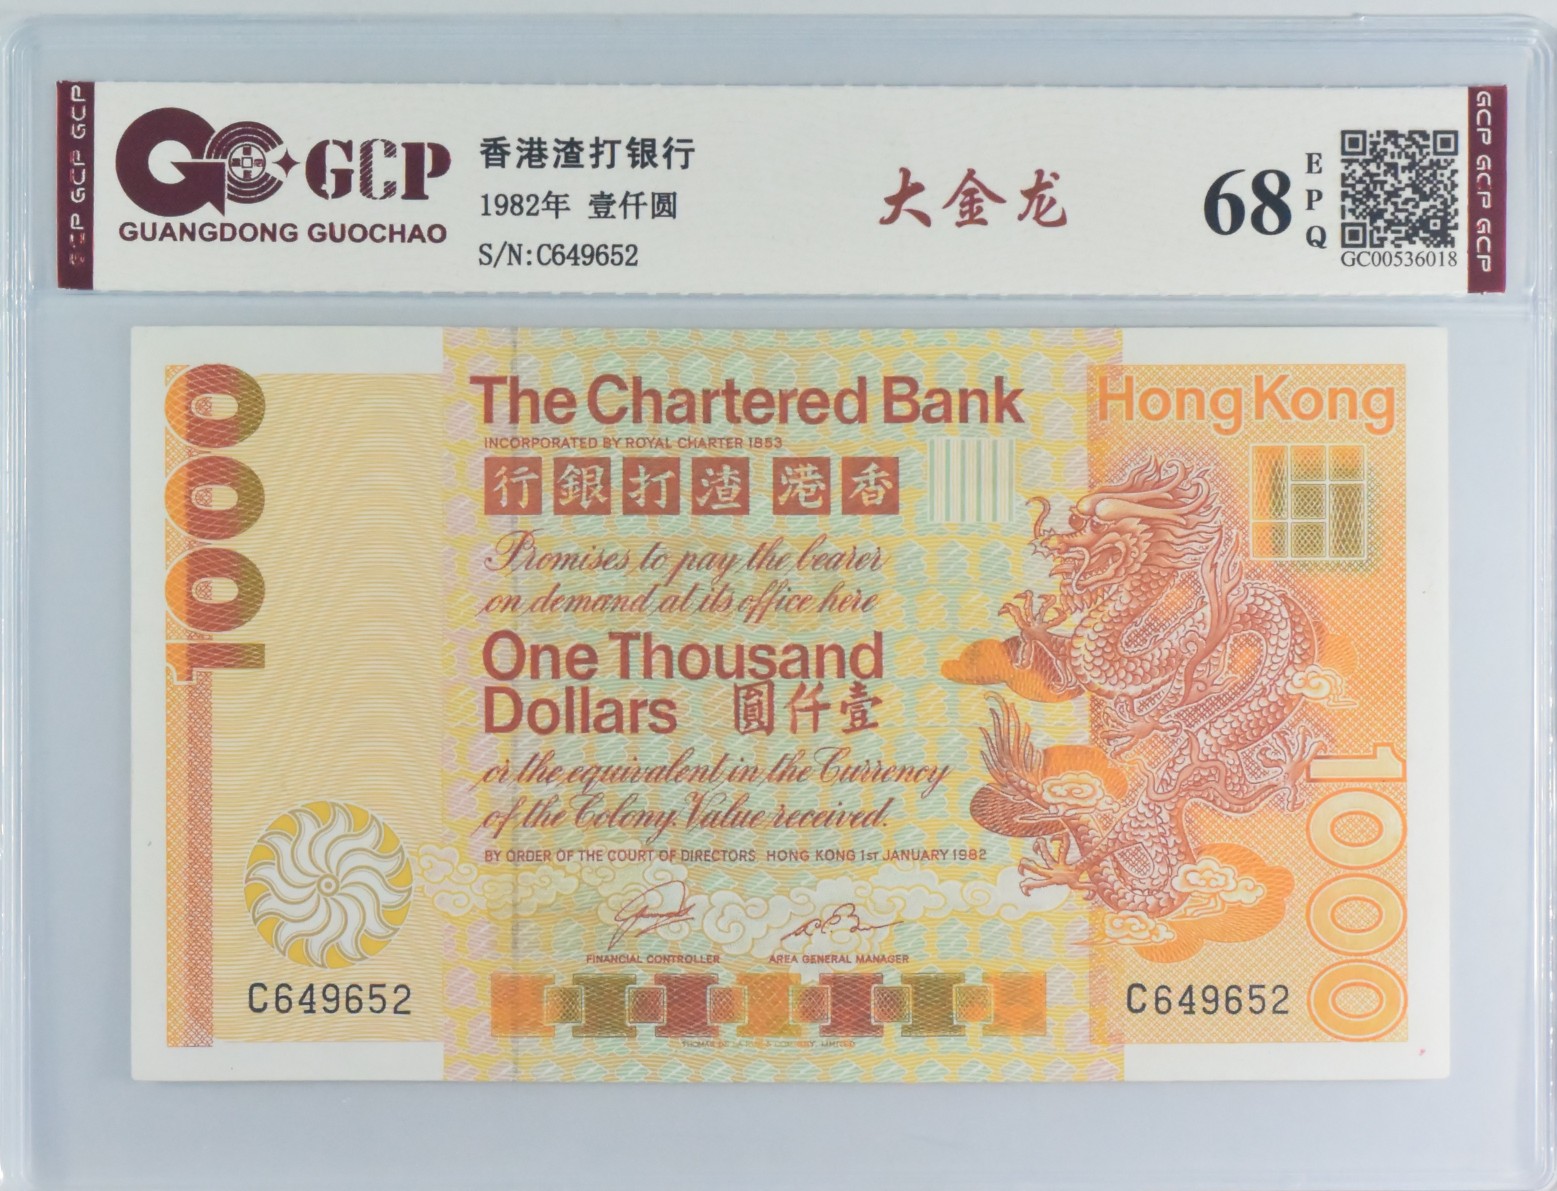 GCP GCP GCP
GCP
GUANGDONG GUOCHAO
香港渣打银行
1982年 壹仟圆
S/N:C649652
大金龙
68
EPQ
GC00536018
GCP GCP GCP
1000
The Chartered Bank
INCORPORATED BY ROYAL CHARTER 1853
行銀打渣 港香
Promises to pay the bearer
on demand at its office here
One Thousand
Dollars 圓仟壹
or the equivalent in the Currency
of the Colony. Value received.
BY ORDER OF THE COURT OF DIRECTORS HONG KONG 1ST JANUARY 1982
FINANCIAL CONTROLLER
AREA GENERAL MANAGER
C649652
Hong Kong
1000
C649652